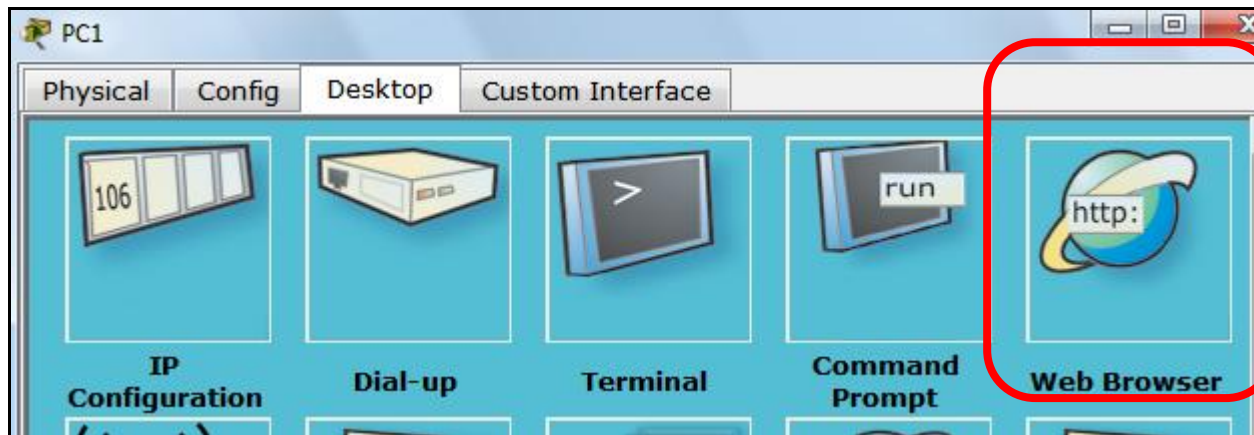 PC1
X
Physical Config Desktop Custom Interface
106
>
run
http:
IP
Configuration
Dial-up
Terminal
Command
Prompt
Web Browser